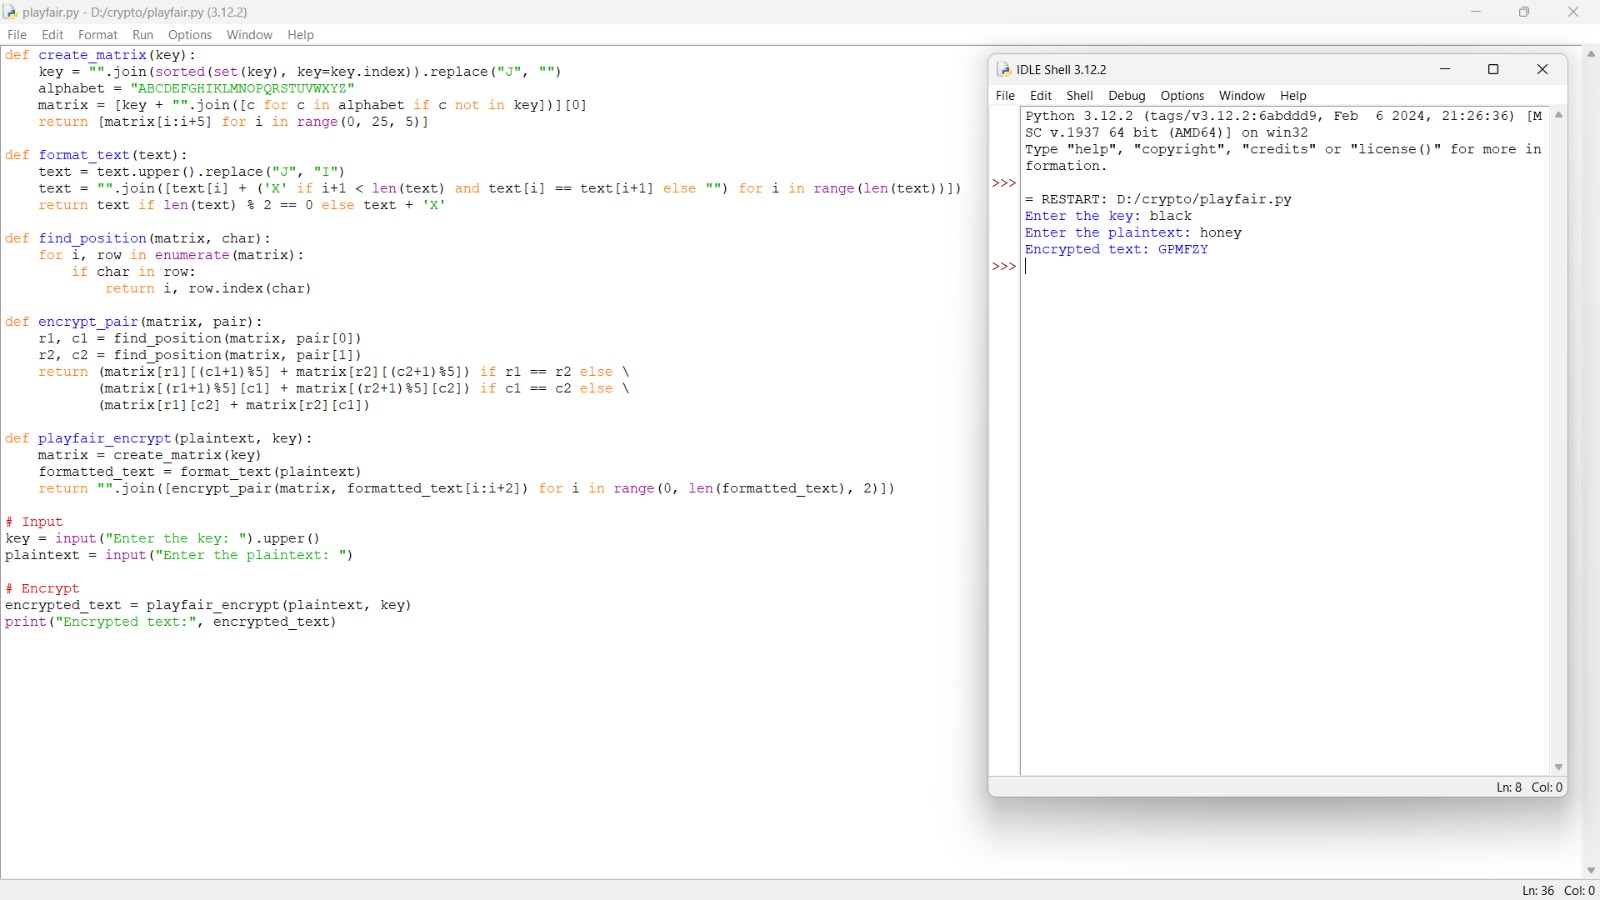 playfair.py - D:/crypto/playfair.py (3.12.2)
File Edit Format Run Options Window Help
def create_matrix(key):
    key = "".join(sorted(set(key), key=key.index)).replace("J", "")
    alphabet = "ABCDEFGHIKLMNOPQRSTUVWXYZ"
    matrix = [key + "".join([c for c in alphabet if c not in key])][0]
    return [matrix[i:i+5] for i in range(0, 25, 5)]

def format_text(text):
    text = text.upper().replace("J", "I")
    text = "".join([text[i] + ('X' if i+1 < len(text) and text[i] == text[i+1] else "") for i in range(len(text))])
    return text if len(text) % 2 == 0 else text + 'X'

def find_position(matrix, char):
    for i, row in enumerate(matrix):
        if char in row:
            return i, row.index(char)

def encrypt_pair(matrix, pair):
    r1, c1 = find_position(matrix, pair[0])
    r2, c2 = find_position(matrix, pair[1])
    return (matrix[r1][(c1+1)%5] + matrix[r2][(c2+1)%5]) if r1 == r2 else \
           (matrix[(r1+1)%5][c1] + matrix[(r2+1)%5][c2]) if c1 == c2 else \
           (matrix[r1][c2] + matrix[r2][c1])

def playfair_encrypt(plaintext, key):
    matrix = create_matrix(key)
    formatted_text = format_text(plaintext)
    return "".join([encrypt_pair(matrix, formatted_text[i:i+2]) for i in range(0, len(formatted_text), 2)])

# Input
key = input("Enter the key: ").upper()
plaintext = input("Enter the plaintext: ")

# Encrypt
encrypted_text = playfair_encrypt(plaintext, key)
print("Encrypted text:", encrypted_text)
IDLE Shell 3.12.2
File Edit Shell Debug Options Window Help
Python 3.12.2 (tags/v3.12.2:6abddd9, Feb  6 2024, 21:26:36) [M
SC v.1937 64 bit (AMD64)] on win32
Type "help", "copyright", "credits" or "license()" for more in
formation.
>>>
= RESTART: D:/crypto/playfair.py
Enter the key: black
Enter the plaintext: honey
Encrypted text: GPMFZY
>>>
Ln: 8 Col: 0
Ln: 36 Col: 0